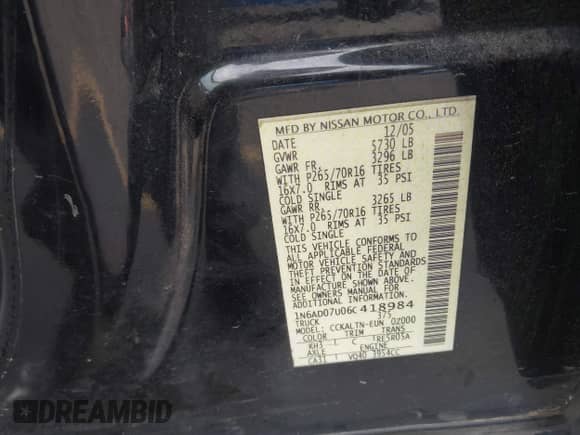 MFD BY NISSAN MOTOR CO., LTD.
DATE 12/05
GVWR 5730 LB
GAWR FR. 3296 LB
WITH P265/70R16 TIRES
16X7.0 RIMS AT 35 PSI
COLD SINGLE
GAWR RR. 3265 LB
WITH P265/70R16 TIRES
16X7.0 RIMS AT 35 PSI
COLD SINGLE
THIS VEHICLE CONFORMS TO
ALL APPLICABLE FEDERAL
MOTOR VEHICLE SAFETY AND
THEFT PREVENTION STANDARDS
IN EFFECT ON THE DATE OF
MANUFACTURE SHOWN ABOVE.
SEE OWNERS MANUAL FOR
ADDITIONAL INFORMATION.
1N6AD07U06C418984
TRUCK 375
MODEL: CCKALTN-EUN 0Z000
COLOR TRIM TRANS
KH3 L C TRE5R05A
AXLE ENGINE
CA31 VQ40 3954CC
DREAMBID